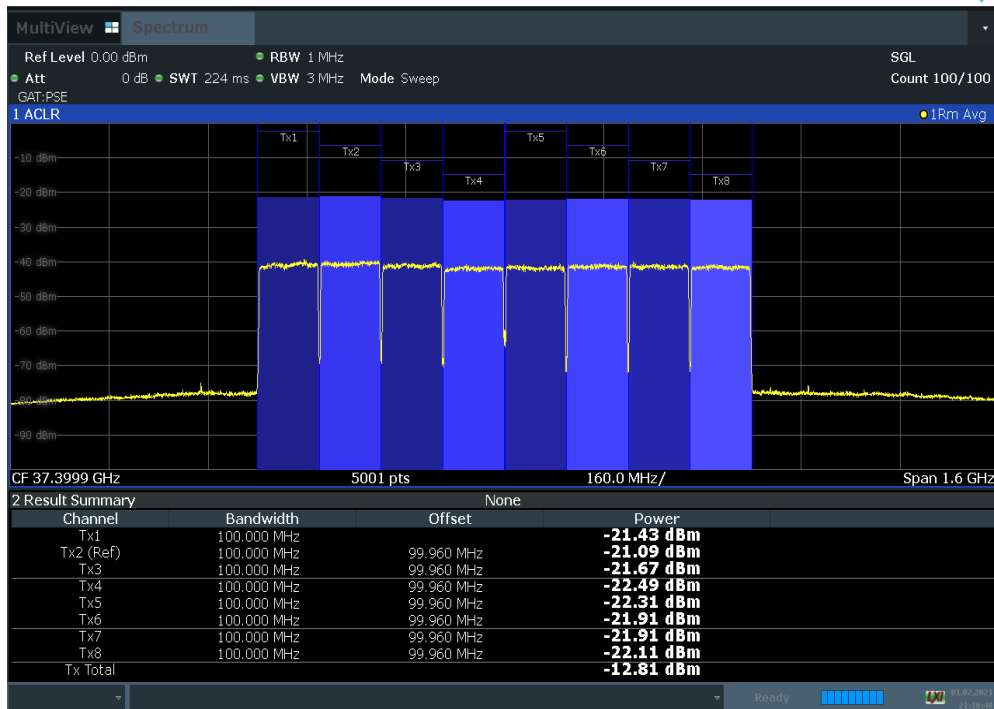 MultiView Spectrum
Ref Level 0.00 dBm RBW 1 MHz SGL
Att 0 dB SWT 224 ms VBW 3 MHz Mode Sweep Count 100/100
GAT:PSE
1 ACLR 1Rm Avg
Tx1 Tx5
Tx2 Tx6
-10 dBm
Tx3 Tx7
Tx4 Tx8
-20 dBm
-30 dBm
-40 dBm
-50 dBm
-60 dBm
-70 dBm
-80 dBm
-90 dBm
CF 37.3999 GHz 5001 pts 160.0 MHz/ Span 1.6 GHz
2 Result Summary None
Channel Bandwidth Offset Power
Tx1 100.000 MHz -21.43 dBm
Tx2 (Ref) 100.000 MHz 99.960 MHz -21.09 dBm
Tx3 100.000 MHz 99.960 MHz -21.67 dBm
Tx4 100.000 MHz 99.960 MHz -22.49 dBm
Tx5 100.000 MHz 99.960 MHz -22.31 dBm
Tx6 100.000 MHz 99.960 MHz -21.91 dBm
Tx7 100.000 MHz 99.960 MHz -21.91 dBm
Tx8 100.000 MHz 99.960 MHz -22.11 dBm
Tx Total -12.81 dBm
Ready 01.02.2021
21:16:40